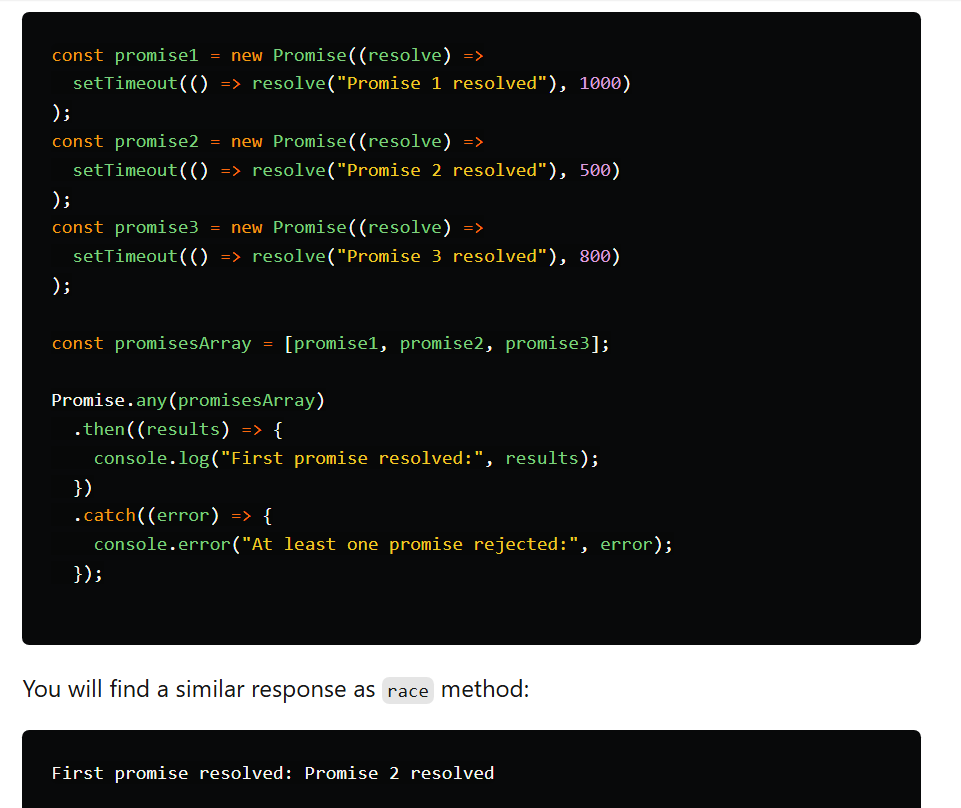 const promise1 = new Promise((resolve) =>
  setTimeout(() => resolve("Promise 1 resolved"), 1000)
);
const promise2 = new Promise((resolve) =>
  setTimeout(() => resolve("Promise 2 resolved"), 500)
);
const promise3 = new Promise((resolve) =>
  setTimeout(() => resolve("Promise 3 resolved"), 800)
);

const promisesArray = [promise1, promise2, promise3];

Promise.any(promisesArray)
  .then((results) => {
    console.log("First promise resolved:", results);
  })
  .catch((error) => {
    console.error("At least one promise rejected:", error);
  });

You will find a similar response as race method:

First promise resolved: Promise 2 resolved